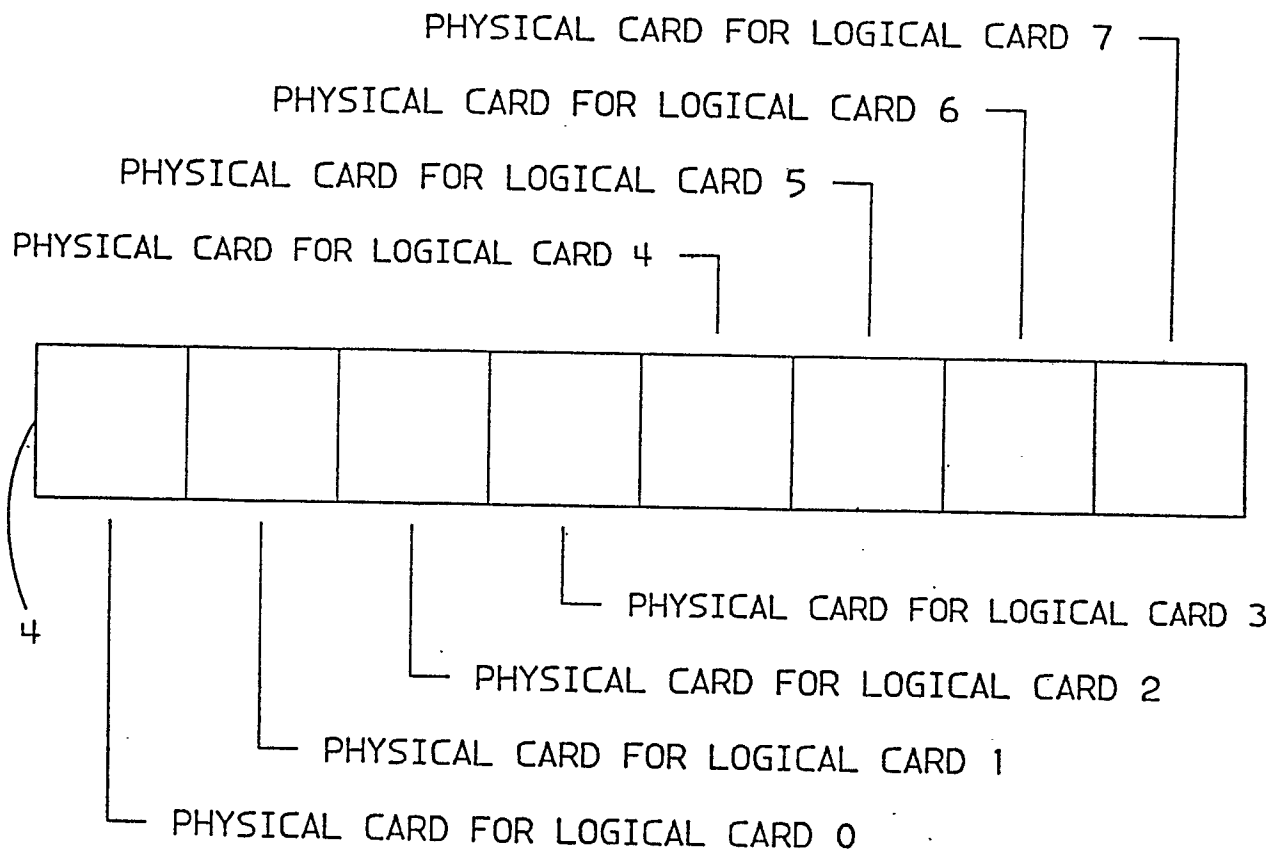 PHYSICAL CARD FOR LOGICAL CARD 7
PHYSICAL CARD FOR LOGICAL CARD 6
PHYSICAL CARD FOR LOGICAL CARD 5
PHYSICAL CARD FOR LOGICAL CARD 4
4
PHYSICAL CARD FOR LOGICAL CARD 3
PHYSICAL CARD FOR LOGICAL CARD 2
PHYSICAL CARD FOR LOGICAL CARD 1
PHYSICAL CARD FOR LOGICAL CARD 0